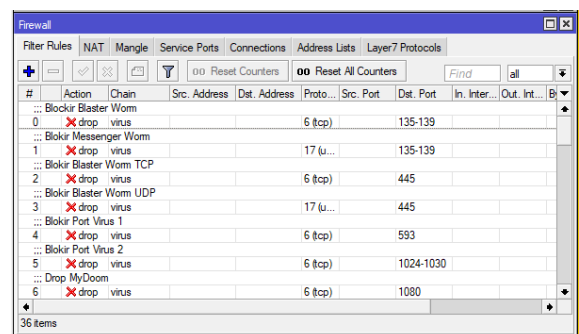 Firewall
Filter Rules NAT Mangle Service Ports Connections Address Lists Layer7 Protocols
00 Reset Counters 00 Reset All Counters Find all
# Action Chain Src. Address Dst. Address Proto... Src. Port Dst. Port In. Inter... Out. Int... By
;;; Blockir Blaster Worm
0 drop virus 6 (tcp) 135-139
;;; Blokir Messenger Worm
1 drop virus 17 (u... 135-139
;;; Blokir Blaster Worm TCP
2 drop virus 6 (tcp) 445
;;; Blokir Blaster Worm UDP
3 drop virus 17 (u... 445
;;; Blokir Port Virus 1
4 drop virus 6 (tcp) 593
;;; Blokir Port Virus 2
5 drop virus 6 (tcp) 1024-1030
;;; Drop MyDoom
6 drop virus 6 (tcp) 1080
36 items